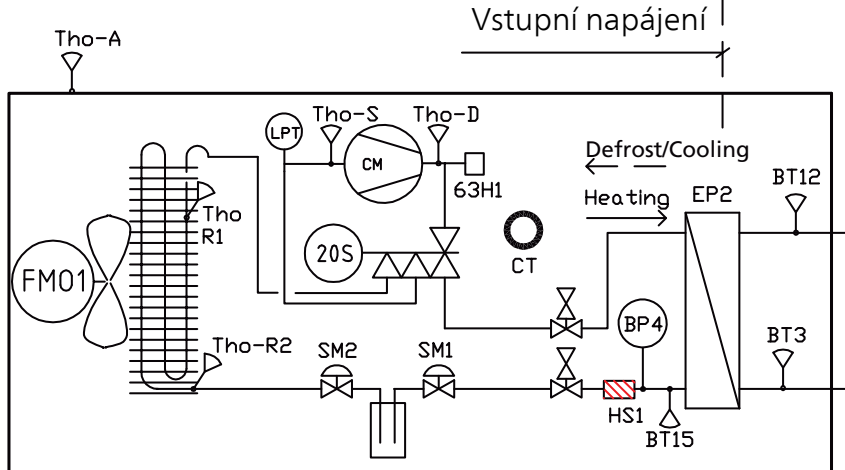 Vstupní napájení
Tho-A
Tho-S
Tho-D
LPT
CM
63H1
Defrost/Cooling
Heating
EP2
BT12
Tho
R1
20S
CT
FM01
BP4
BT3
Tho-R2
SM2
SM1
HS1
BT15